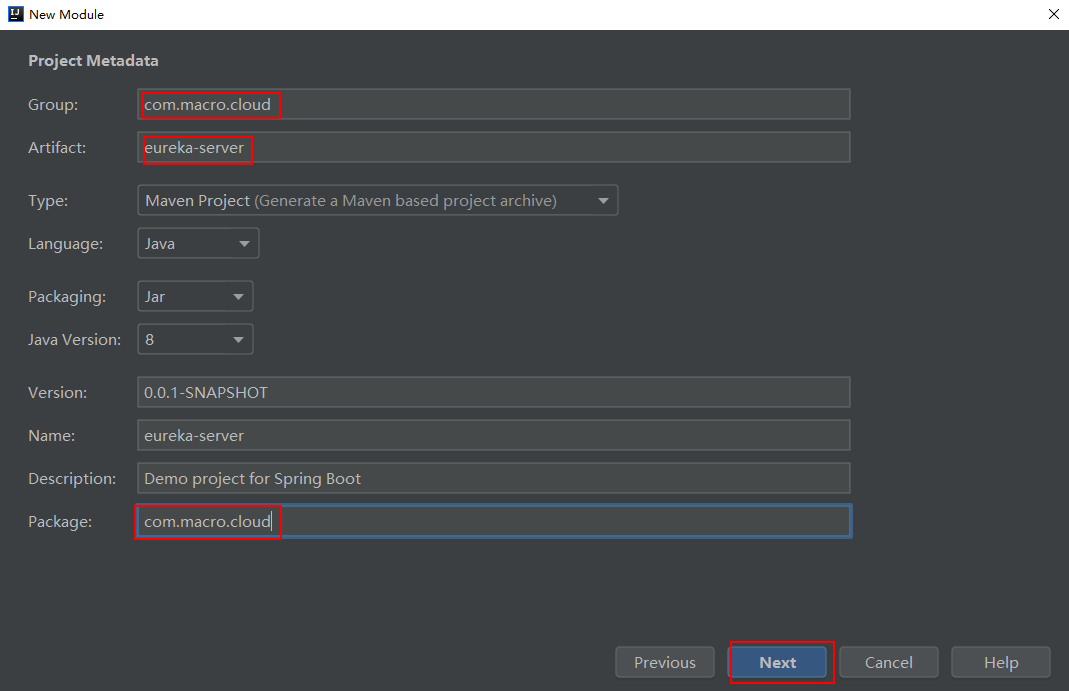 New Module
Project Metadata
Group: com.macro.cloud
Artifact: eureka-server
Type: Maven Project (Generate a Maven based project archive)
Language: Java
Packaging: Jar
Java Version: 8
Version: 0.0.1-SNAPSHOT
Name: eureka-server
Description: Demo project for Spring Boot
Package: com.macro.cloud
Previous Next Cancel Help